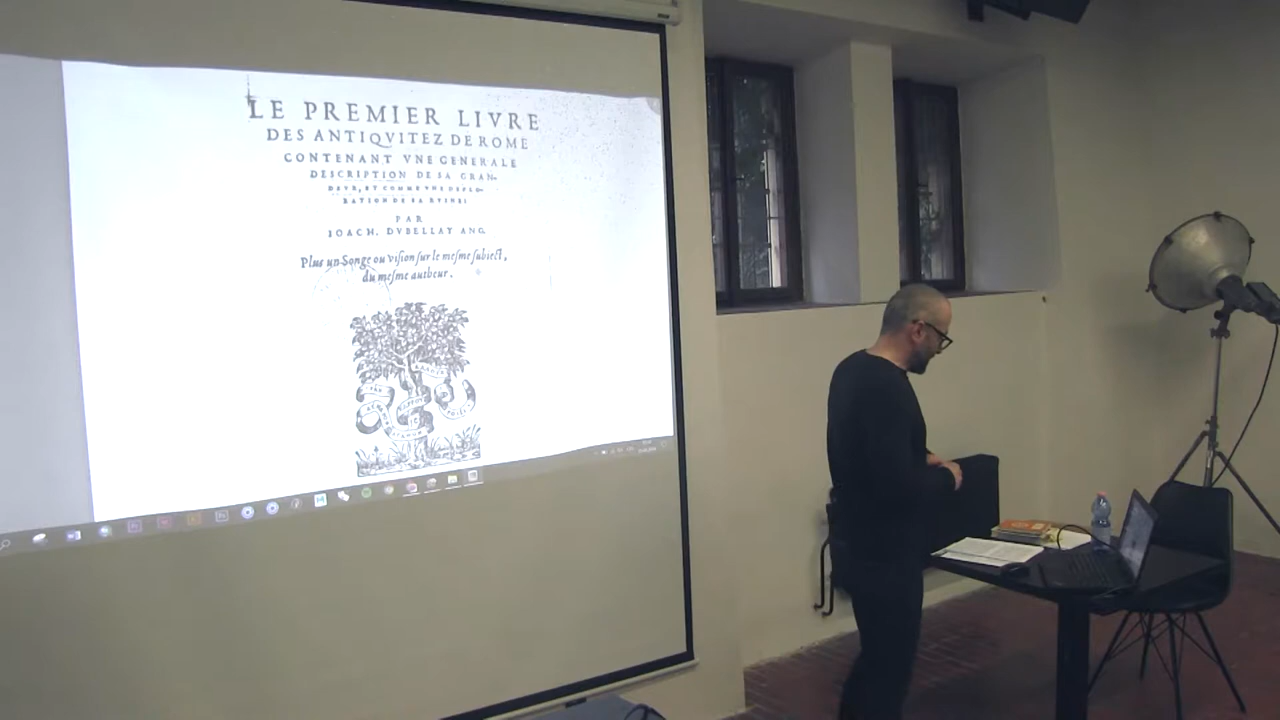 LE PREMIER LIVRE
DES ANTIQVITEZ DE ROME
CONTENANT VNE GENERALE
DESCRIPTION DE SA GRAN-
DEVR, ET COMME VNE DEPLO-
RATION DE SA RVINE:
PAR
IOACH. DVBELLAY ANG.
Plus un Songe ou vision sur le mesme subiect,
du mesme autheur.